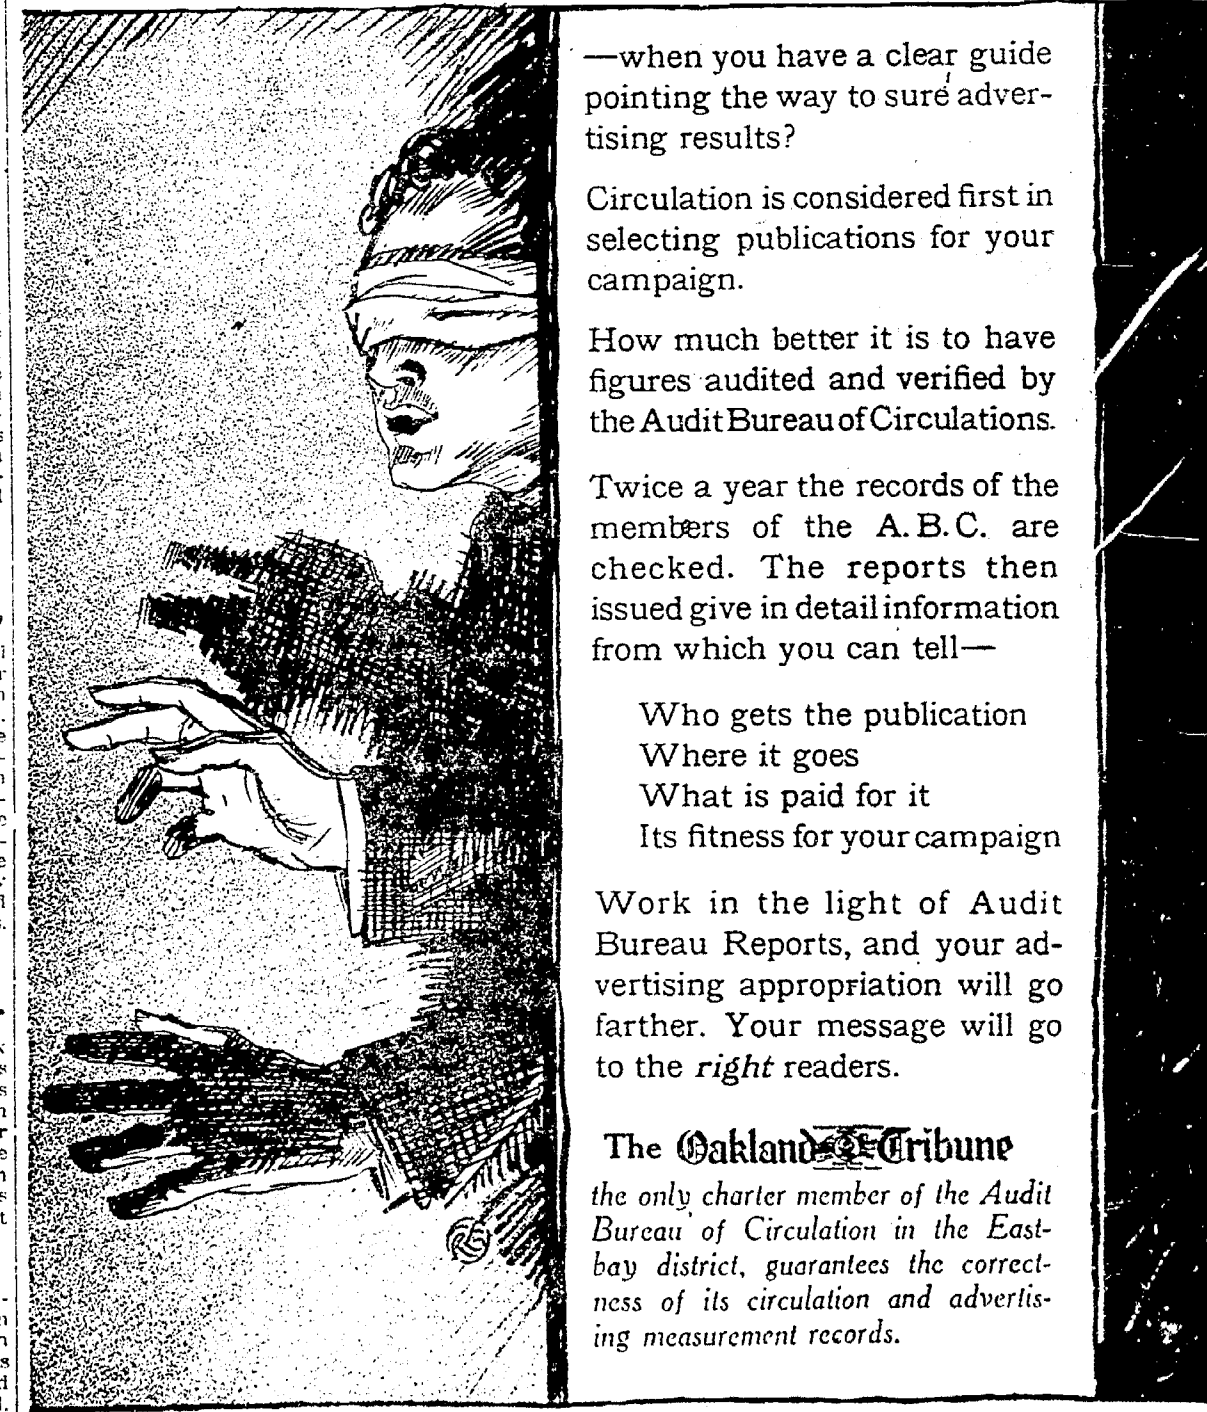 —when you have a clear guide
pointing the way to sure adver-
tising results?
Circulation is considered first in
selecting publications for your
campaign.
How much better it is to have
figures audited and verified by
the Audit Bureau of Circulations.
Twice a year the records of the
members of the A. B. C. are
checked. The reports then
issued give in detail information
from which you can tell—
Who gets the publication
Where it goes
What is paid for it
Its fitness for your campaign
Work in the light of Audit
Bureau Reports, and your ad-
vertising appropriation will go
farther. Your message will go
to the right readers.
The Oakland Tribune
the only charter member of the Audit
Bureau of Circulation in the East-
bay district, guarantees the correct-
ness of its circulation and advertis-
ing measurement records.